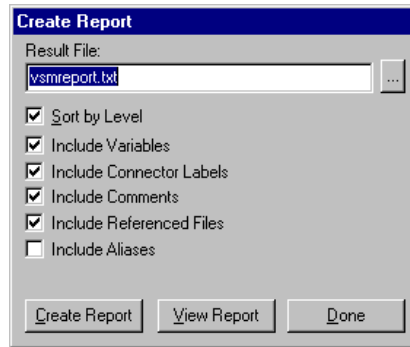 Create Report
Result File:
vsmreport.txt
...
Sort by Level
Include Variables
Include Connector Labels
Include Comments
Include Referenced Files
Include Aliases
Create Report View Report Done